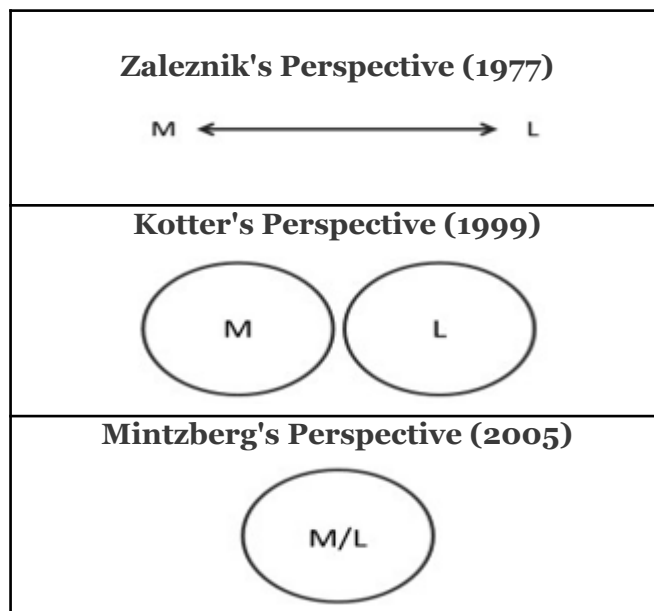 Zaleznik's Perspective (1977)
M L
Kotter's Perspective (1999)
M L
Mintzberg's Perspective (2005)
M/L